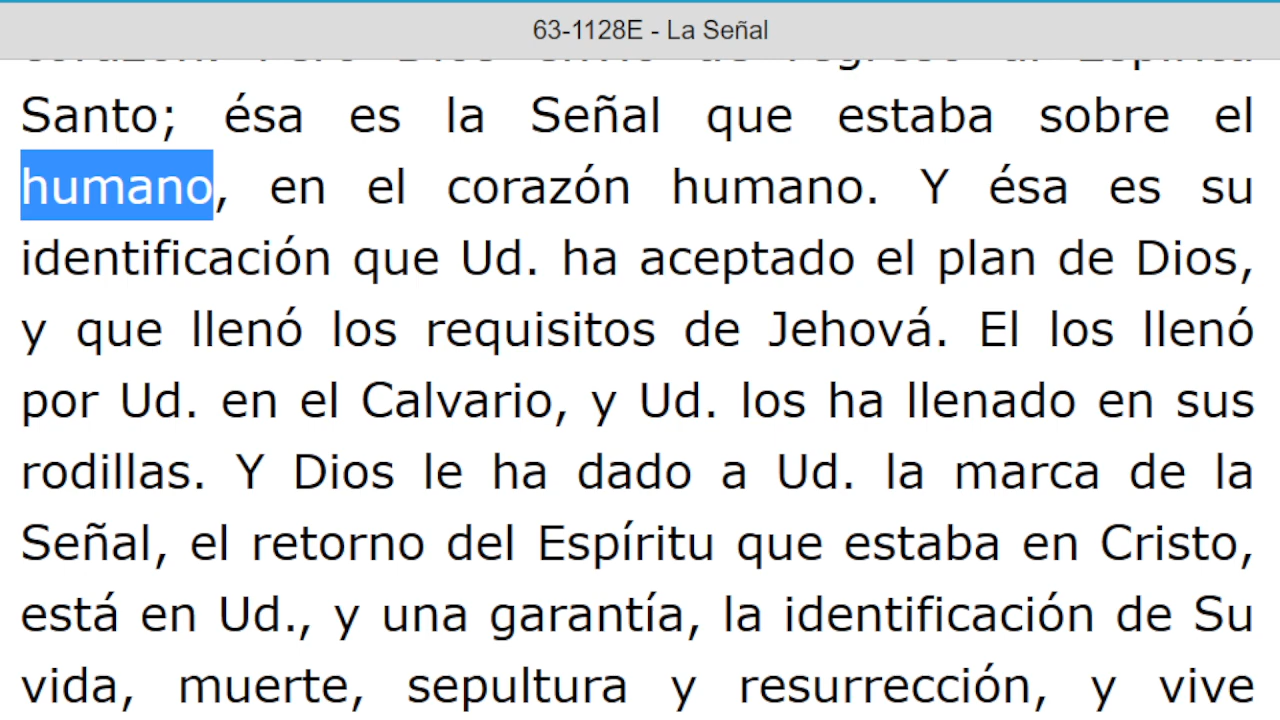 63-1128E - La Señal
Santo; ésa es la Señal que estaba sobre el
humano, en el corazón humano. Y ésa es su
identificación que Ud. ha aceptado el plan de Dios,
y que llenó los requisitos de Jehová. El los llenó
por Ud. en el Calvario, y Ud. los ha llenado en sus
rodillas. Y Dios le ha dado a Ud. la marca de la
Señal, el retorno del Espíritu que estaba en Cristo,
está en Ud., y una garantía, la identificación de Su
vida, muerte, sepultura y resurrección, y vive